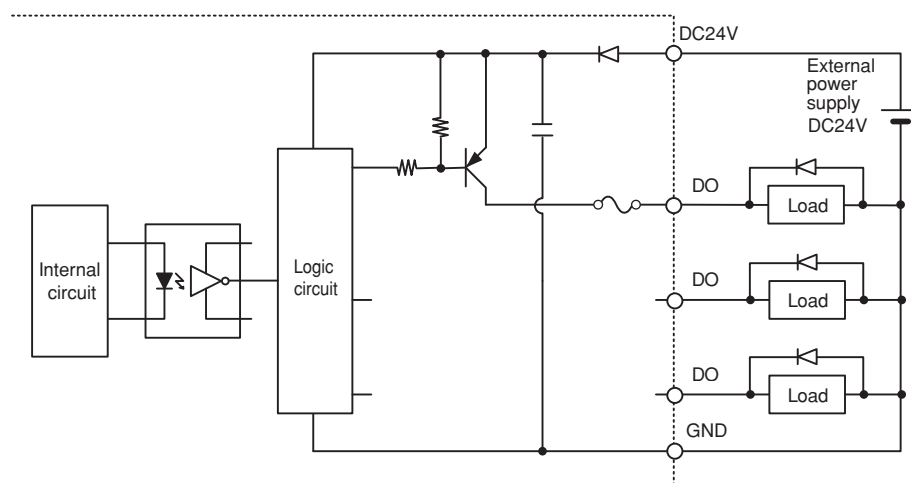 DC24V
External
power
supply
DC24V
DO
Load
Internal
circuit
Logic
circuit
DO
Load
DO
Load
GND